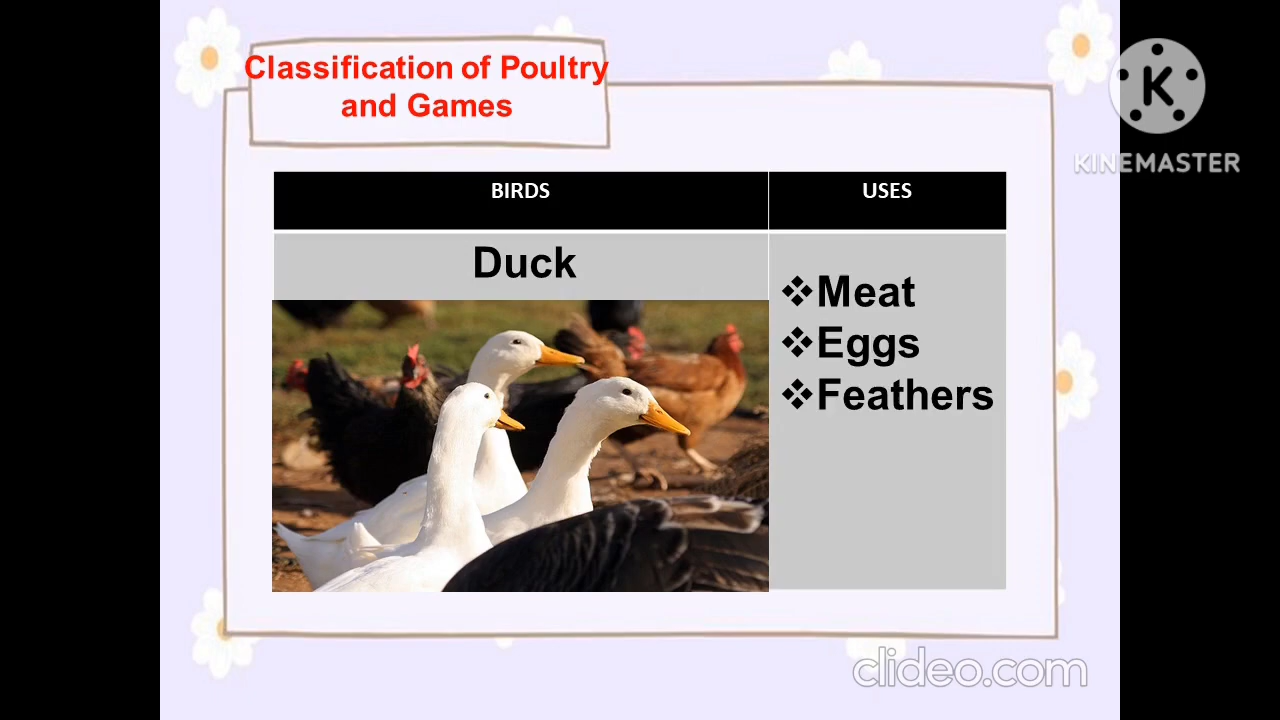 Classification of Poultry
and Games
K
KINEMASTER
BIRDS
USES
Duck
❖Meat
❖Eggs
❖Feathers
clideo.com